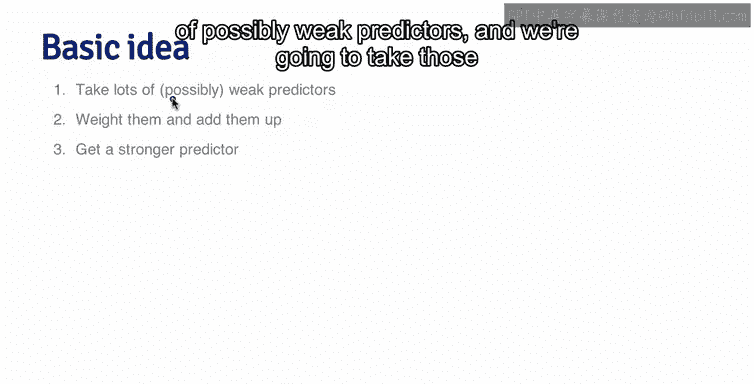 of possibly weak predictors, and we're
going to take those
Basic idea
1. Take lots of (possibly) weak predictors
2. Weight them and add them up
3. Get a stronger predictor